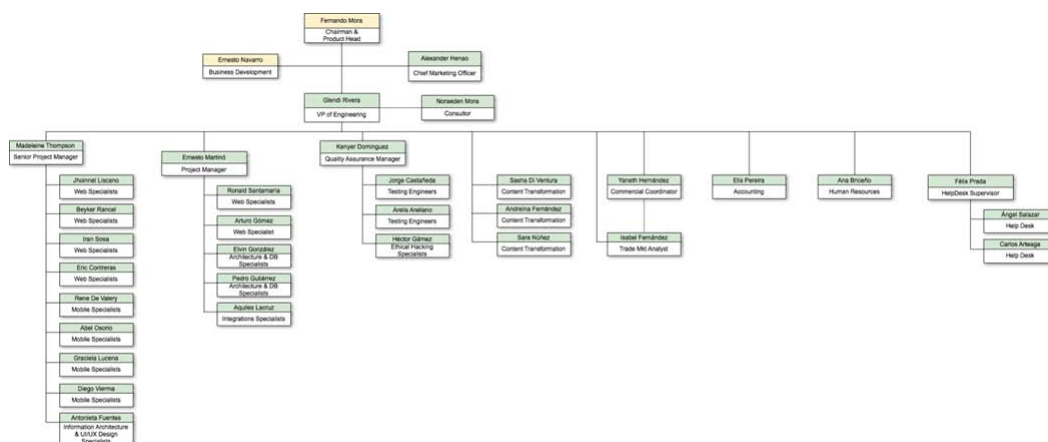 Fernando Mora
Chairman &
Product Head
Ernesto Navarro
Business Development
Alexander Henao
Chief Marketing Officer
Glendi Rivera
VP of Engineering
Noraeden Mora
Consultor
Madeleine Thompson
Senior Project Manager
Jhoinnel Liscano
Web Specialists
Beyker Rancel
Web Specialists
Iran Sosa
Web Specialists
Eric Contreras
Web Specialists
Rene De Valery
Mobile Specialists
Abel Osorio
Mobile Specialists
Graciela Lucena
Mobile Specialists
Diego Vierma
Mobile Specialists
Antonieta Fuentes
Information Architecture
& UI/UX Design
Specialists
Ernesto Martinó
Project Manager
Ronald Santamaria
Web Specialists
Arturo Gómez
Web Specialist
Elvin González
Architecture & DB
Specialists
Pedro Gutiérrez
Architecture & DB
Specialists
Aquiles Lacruz
Integrations Specialists
Kenyer Dominguez
Quality Assurance Manager
Jorge Castañeda
Testing Engineers
Arelis Arellano
Testing Engineers
Héctor Gámez
Ethical Hacking
Specialists
Sasha Di Ventura
Content Transformation
Andreina Fernández
Content Transformation
Sara Núñez
Content Transformation
Yaneth Hernández
Commercial Coordinator
Isabel Fernández
Trade Mkt Analyst
Elis Pereira
Accounting
Ana Briceño
Human Resources
Félix Prada
HelpDesk Supervisor
Ángel Salazar
Help Desk
Carlos Arteaga
Help Desk